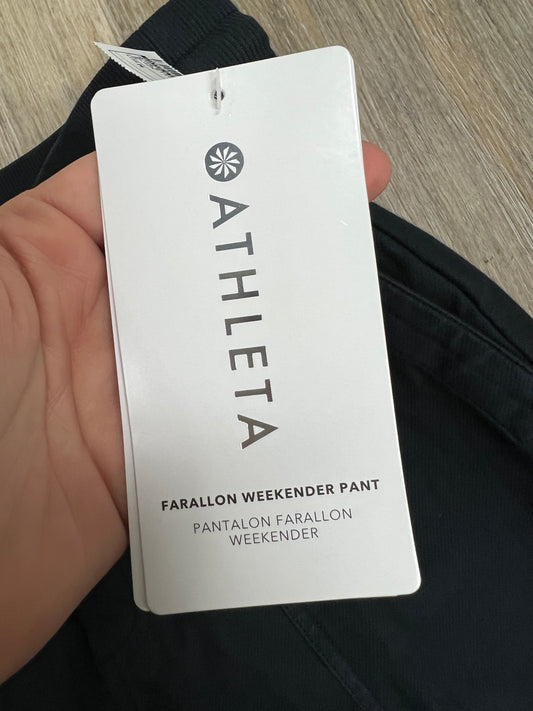 ATHLETA
FARALLON WEEKENDER PANT
PANTALON FARALLON
WEEKENDER